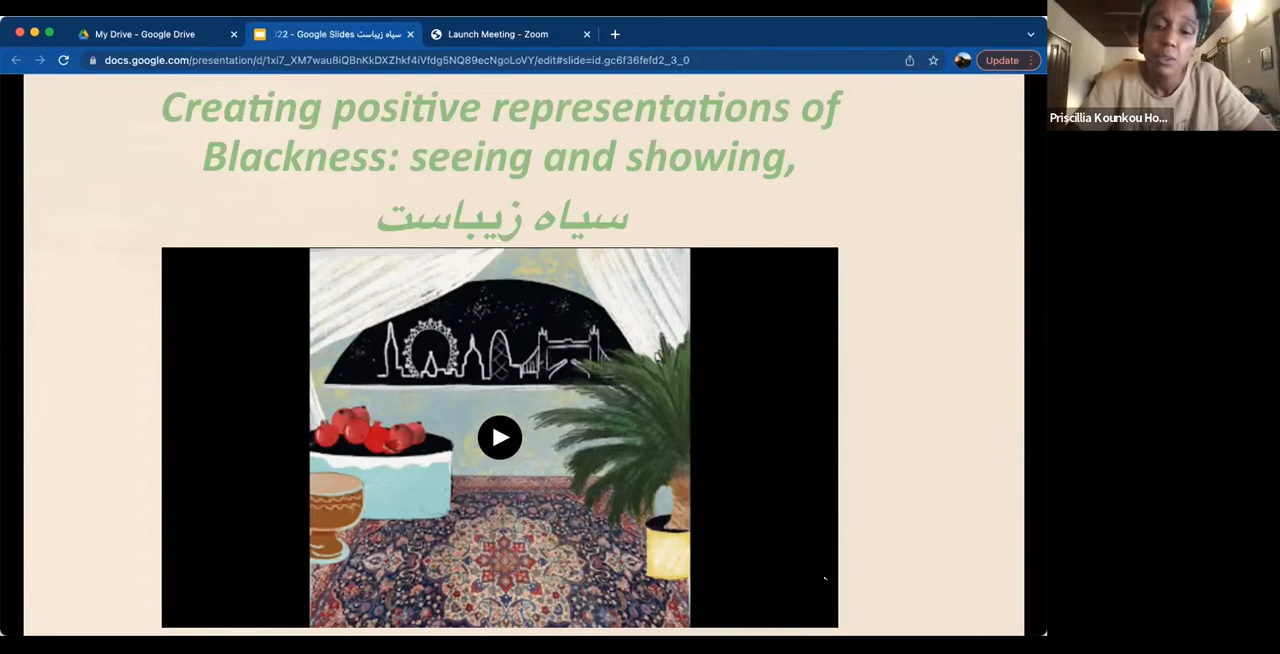 My Drive - Google Drive
سیاه زیباست 2022 - Google Slides
Launch Meeting - Zoom
docs.google.com/presentation/d/1xi7_XM7wau8iQBnKkDXZhkf4iVfdg5NQ89ecNgoLoVY/edit#slide=id.gc6f36fefd2_3_0
Update
Priscillia Kounkou Ho...
Creating positive representations of
Blackness: seeing and showing,
سیاه زیباست